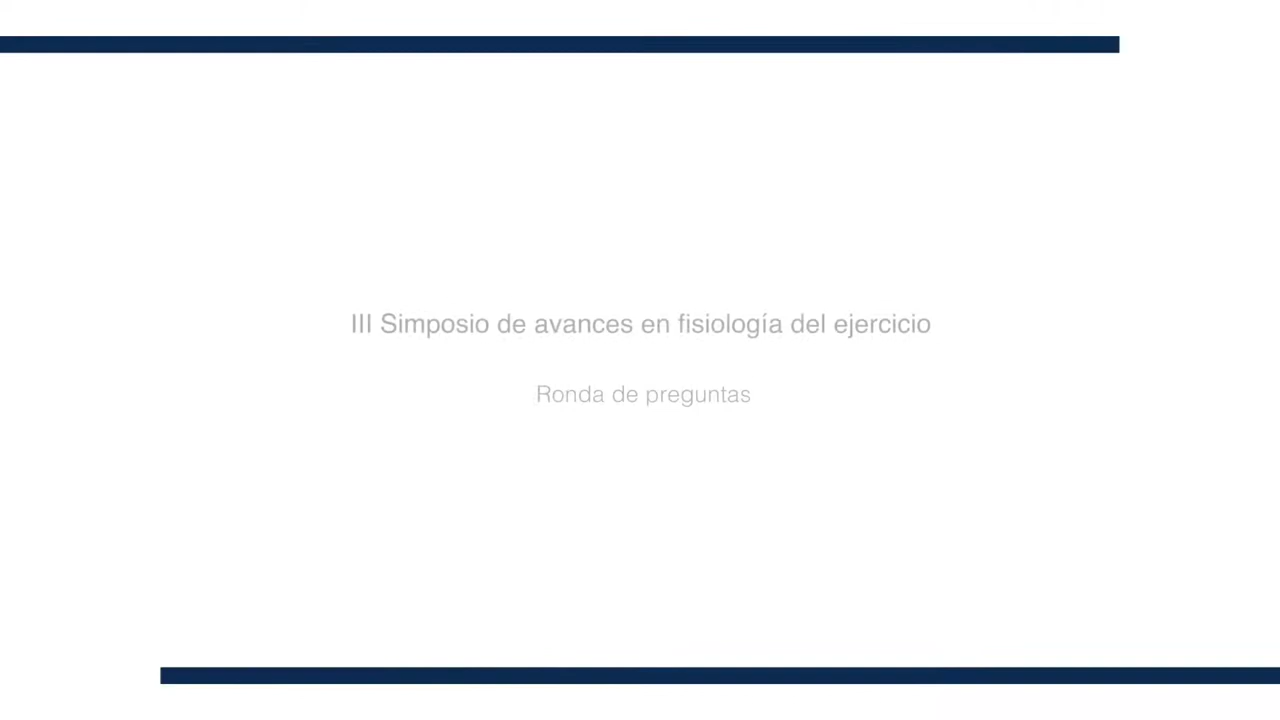 III Simposio de avances en fisiología del ejercicio
Ronda de preguntas